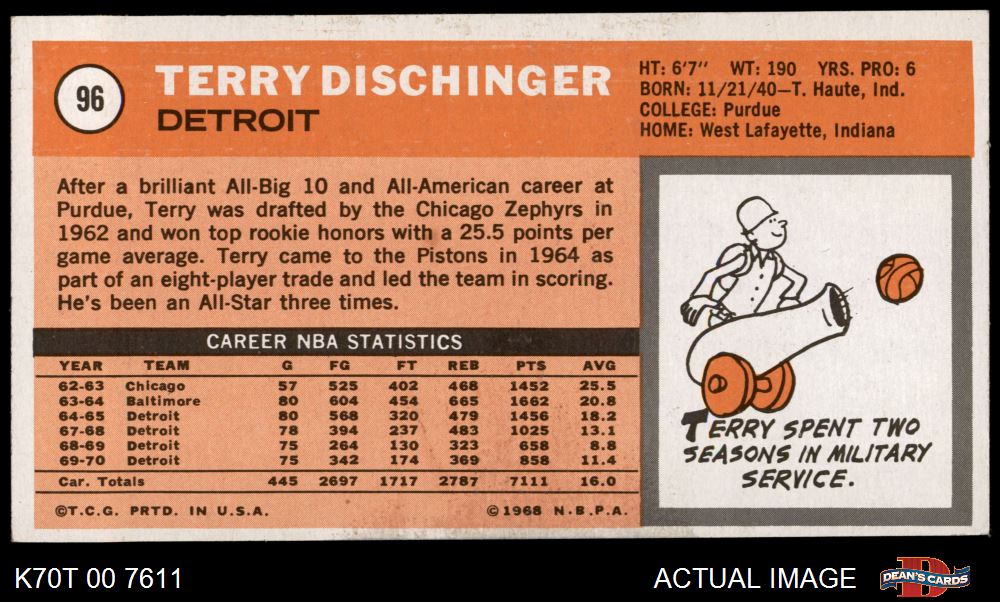 96
TERRY DISCHINGER
DETROIT
HT: 6'7" WT: 190 YRS. PRO: 6
BORN: 11/21/40—T. Haute, Ind.
COLLEGE: Purdue
HOME: West Lafayette, Indiana
After a brilliant All-Big 10 and All-American career at
Purdue, Terry was drafted by the Chicago Zephyrs in
1962 and won top rookie honors with a 25.5 points per
game average. Terry came to the Pistons in 1964 as
part of an eight-player trade and led the team in scoring.
He's been an All-Star three times.
CAREER NBA STATISTICS
YEAR TEAM G FG FT REB PTS AVG
62-63 Chicago 57 525 402 468 1452 25.5
63-64 Baltimore 80 604 454 665 1662 20.8
64-65 Detroit 80 568 320 479 1456 18.2
67-68 Detroit 78 394 237 483 1025 13.1
68-69 Detroit 75 264 130 323 658 8.8
69-70 Detroit 75 342 174 369 858 11.4
Car. Totals 445 2697 1717 2787 7111 16.0
©T.C.G. PRTD. IN U.S.A. ©1968 N.B.P.A.
TERRY SPENT TWO
SEASONS IN MILITARY
SERVICE.
K70T 00 7611
ACTUAL IMAGE
D
DEAN'S CARDS